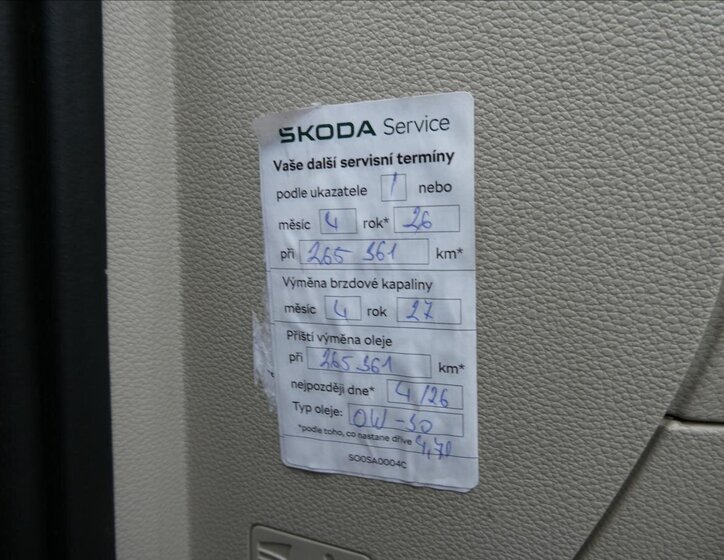 ŠKODA Service
Vaše další servisní termíny
podle ukazatele / nebo
měsíc 4 rok* 26
při 265 361 km*
Výměna brzdové kapaliny
měsíc 4 rok 27
Příští výměna oleje
při 265 361 km*
nejpozději dne* 4/26
Typ oleje: 0W-30
*podle toho, co nastane dříve 4,7l
SO0SA0004C